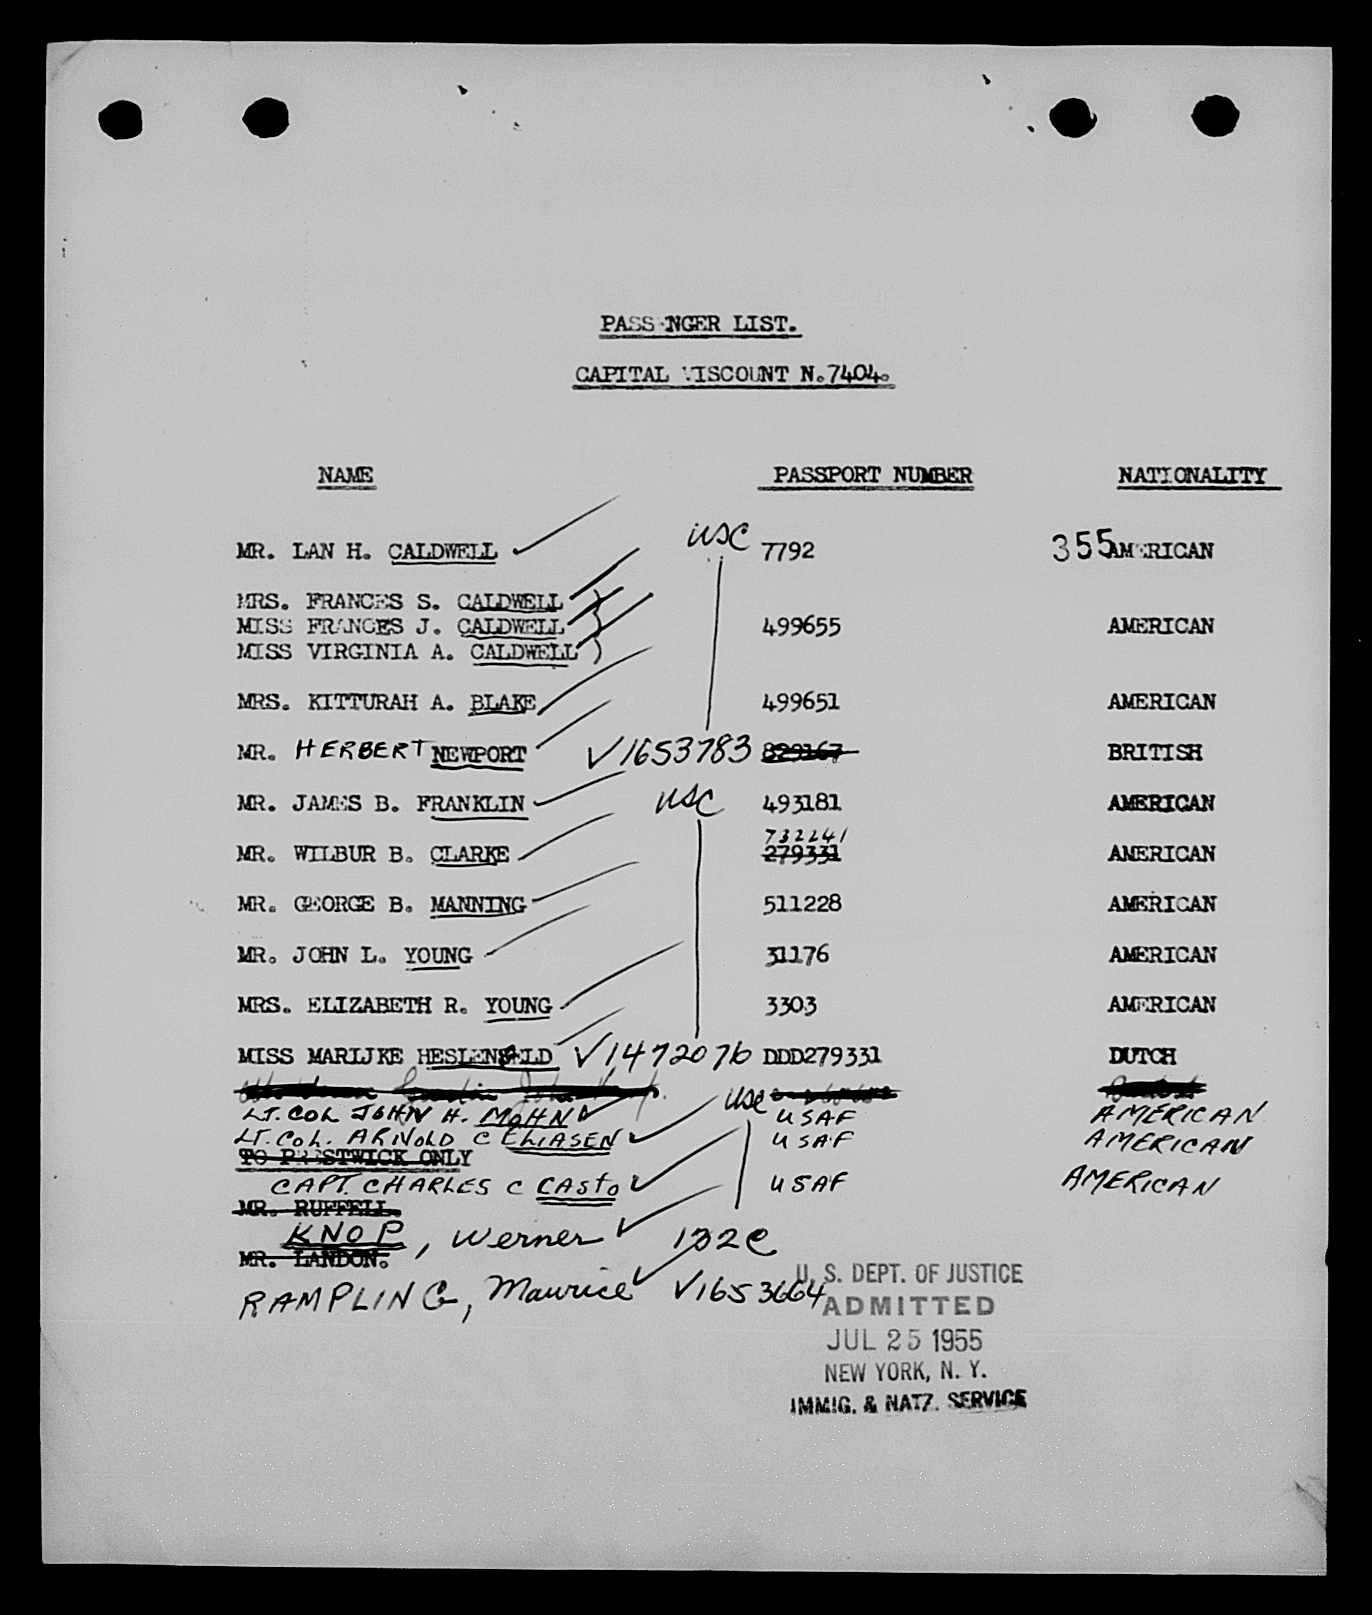 PASSENGER LIST.
CAPITAL VISCOUNT N.7404.
NAME PASSPORT NUMBER NATIONALITY
MR. LAN H. CALDWELL USC 7792 355 AMERICAN
MRS. FRANCES S. CALDWELL
MISS FRANCES J. CALDWELL 499655 AMERICAN
MISS VIRGINIA A. CALDWELL
MRS. KITTURAH A. BLAKE 499651 AMERICAN
MR. HERBERT NEWPORT V1653783 829167 BRITISH
MR. JAMES B. FRANKLIN USC 493181 AMERICAN
732241
MR. WILBUR B. CLARKE 279331 AMERICAN
MR. GEORGE B. MANNING 511228 AMERICAN
MR. JOHN L. YOUNG 31176 AMERICAN
MRS. ELIZABETH R. YOUNG 3303 AMERICAN
MISS MARIJKE HESLENFELD V1472076 DDD279331 DUTCH
LT. COL JOHN H. MOHN USC USAF AMERICAN
LT. COL. ARNOLD C ELIASEN USAF AMERICAN
TO PRESTWICK ONLY
CAPT. CHARLES C CASTO USAF AMERICAN
MR. RUFFELL.
KNOP, Werner 132e
MR. LANDON.
RAMPLING, Maurice V1653664
U. S. DEPT. OF JUSTICE
ADMITTED
JUL 25 1955
NEW YORK, N. Y.
IMMIG. & NATZ. SERVICE